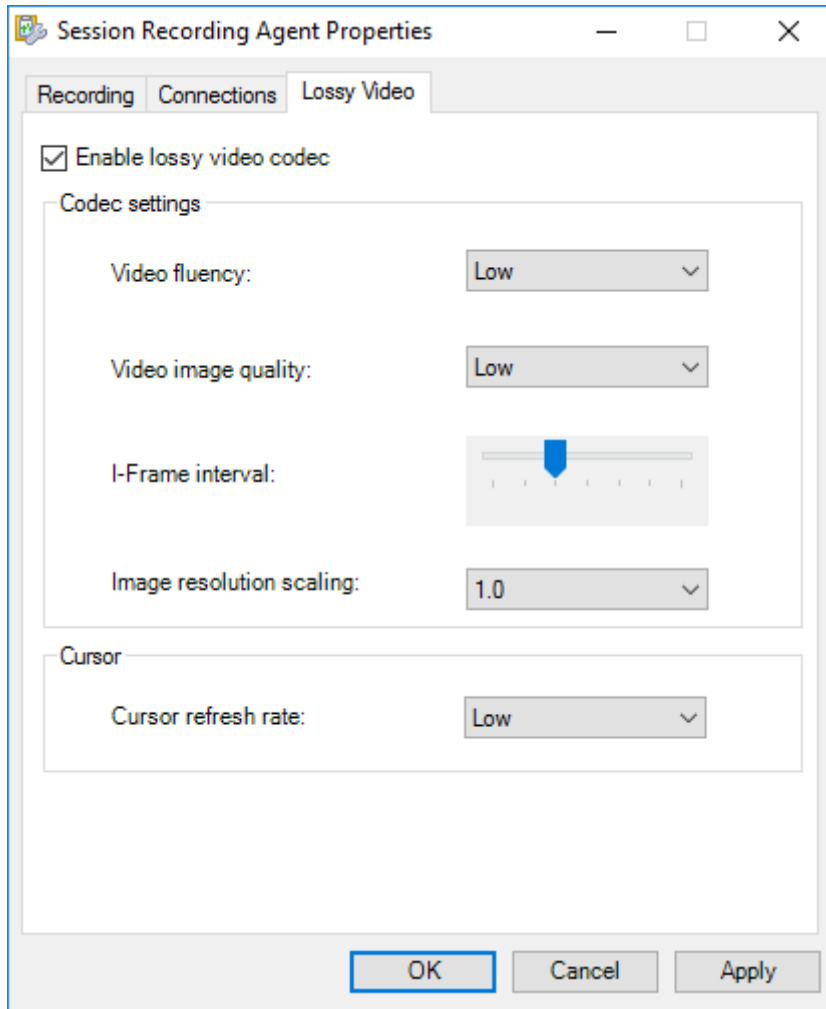 Session Recording Agent Properties
Recording Connections Lossy Video
Enable lossy video codec
Codec settings
Video fluency: Low
Video image quality: Low
I-Frame interval:
Image resolution scaling: 1.0
Cursor
Cursor refresh rate: Low
OK Cancel Apply